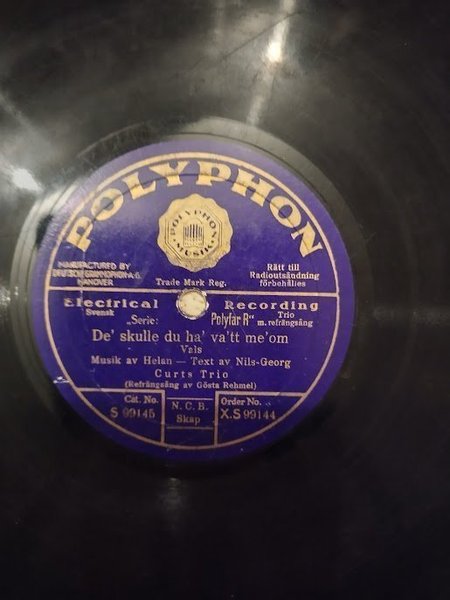 POLYPHON
POLYPHON
MUSIK
MANUFACTURED BY
DEUTSCHE GRAMMOPHON-A.G.
HANOVER
Trade Mark Reg.
Rätt till
Radioutsändning
förbehålles
Electrical Recording
Svensk
„Serie: Polyfar R“
Trio
m. refrängsång
De' skulle du ha' va'tt me'om
Vals
Musik av Helan — Text av Nils-Georg
Curts Trio
(Refrängsång av Gösta Rehmel)
Cat. No.
S 99145
N. C. B.
Skap
Order No.
X.S 99144